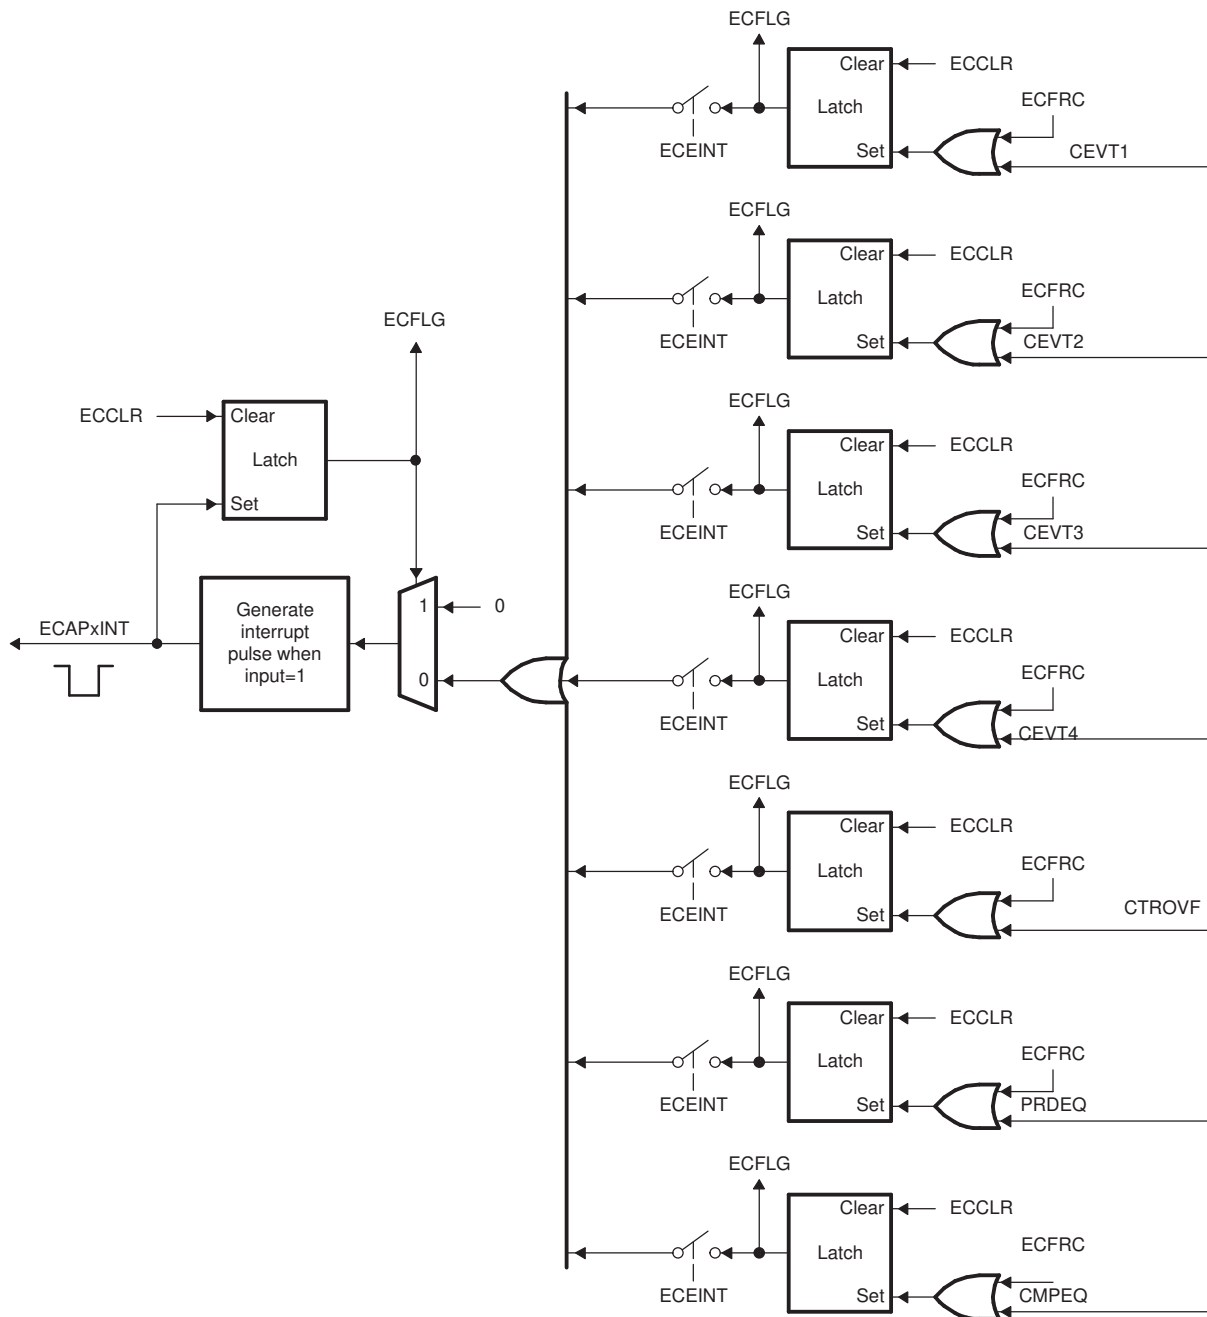 ECFLG
Clear
ECCLR
ECFRC
Latch
CEVT1
ECEINT
Set
ECFLG
Clear
ECCLR
ECFRC
Latch
CEVT2
ECEINT
Set
ECFLG
Clear
ECCLR
ECFRC
Latch
CEVT3
ECEINT
Set
ECFLG
ECCLR
Clear
Latch
Set
ECAPxINT
Generate
interrupt
pulse when
input=1
1
0
0
ECFLG
Clear
ECCLR
ECFRC
Latch
CEVT4
ECEINT
Set
ECFLG
Clear
ECCLR
ECFRC
Latch
CTROVF
ECEINT
Set
ECFLG
Clear
ECCLR
ECFRC
Latch
PRDEQ
ECEINT
Set
ECFLG
Clear
ECCLR
ECFRC
Latch
CMPEQ
ECEINT
Set